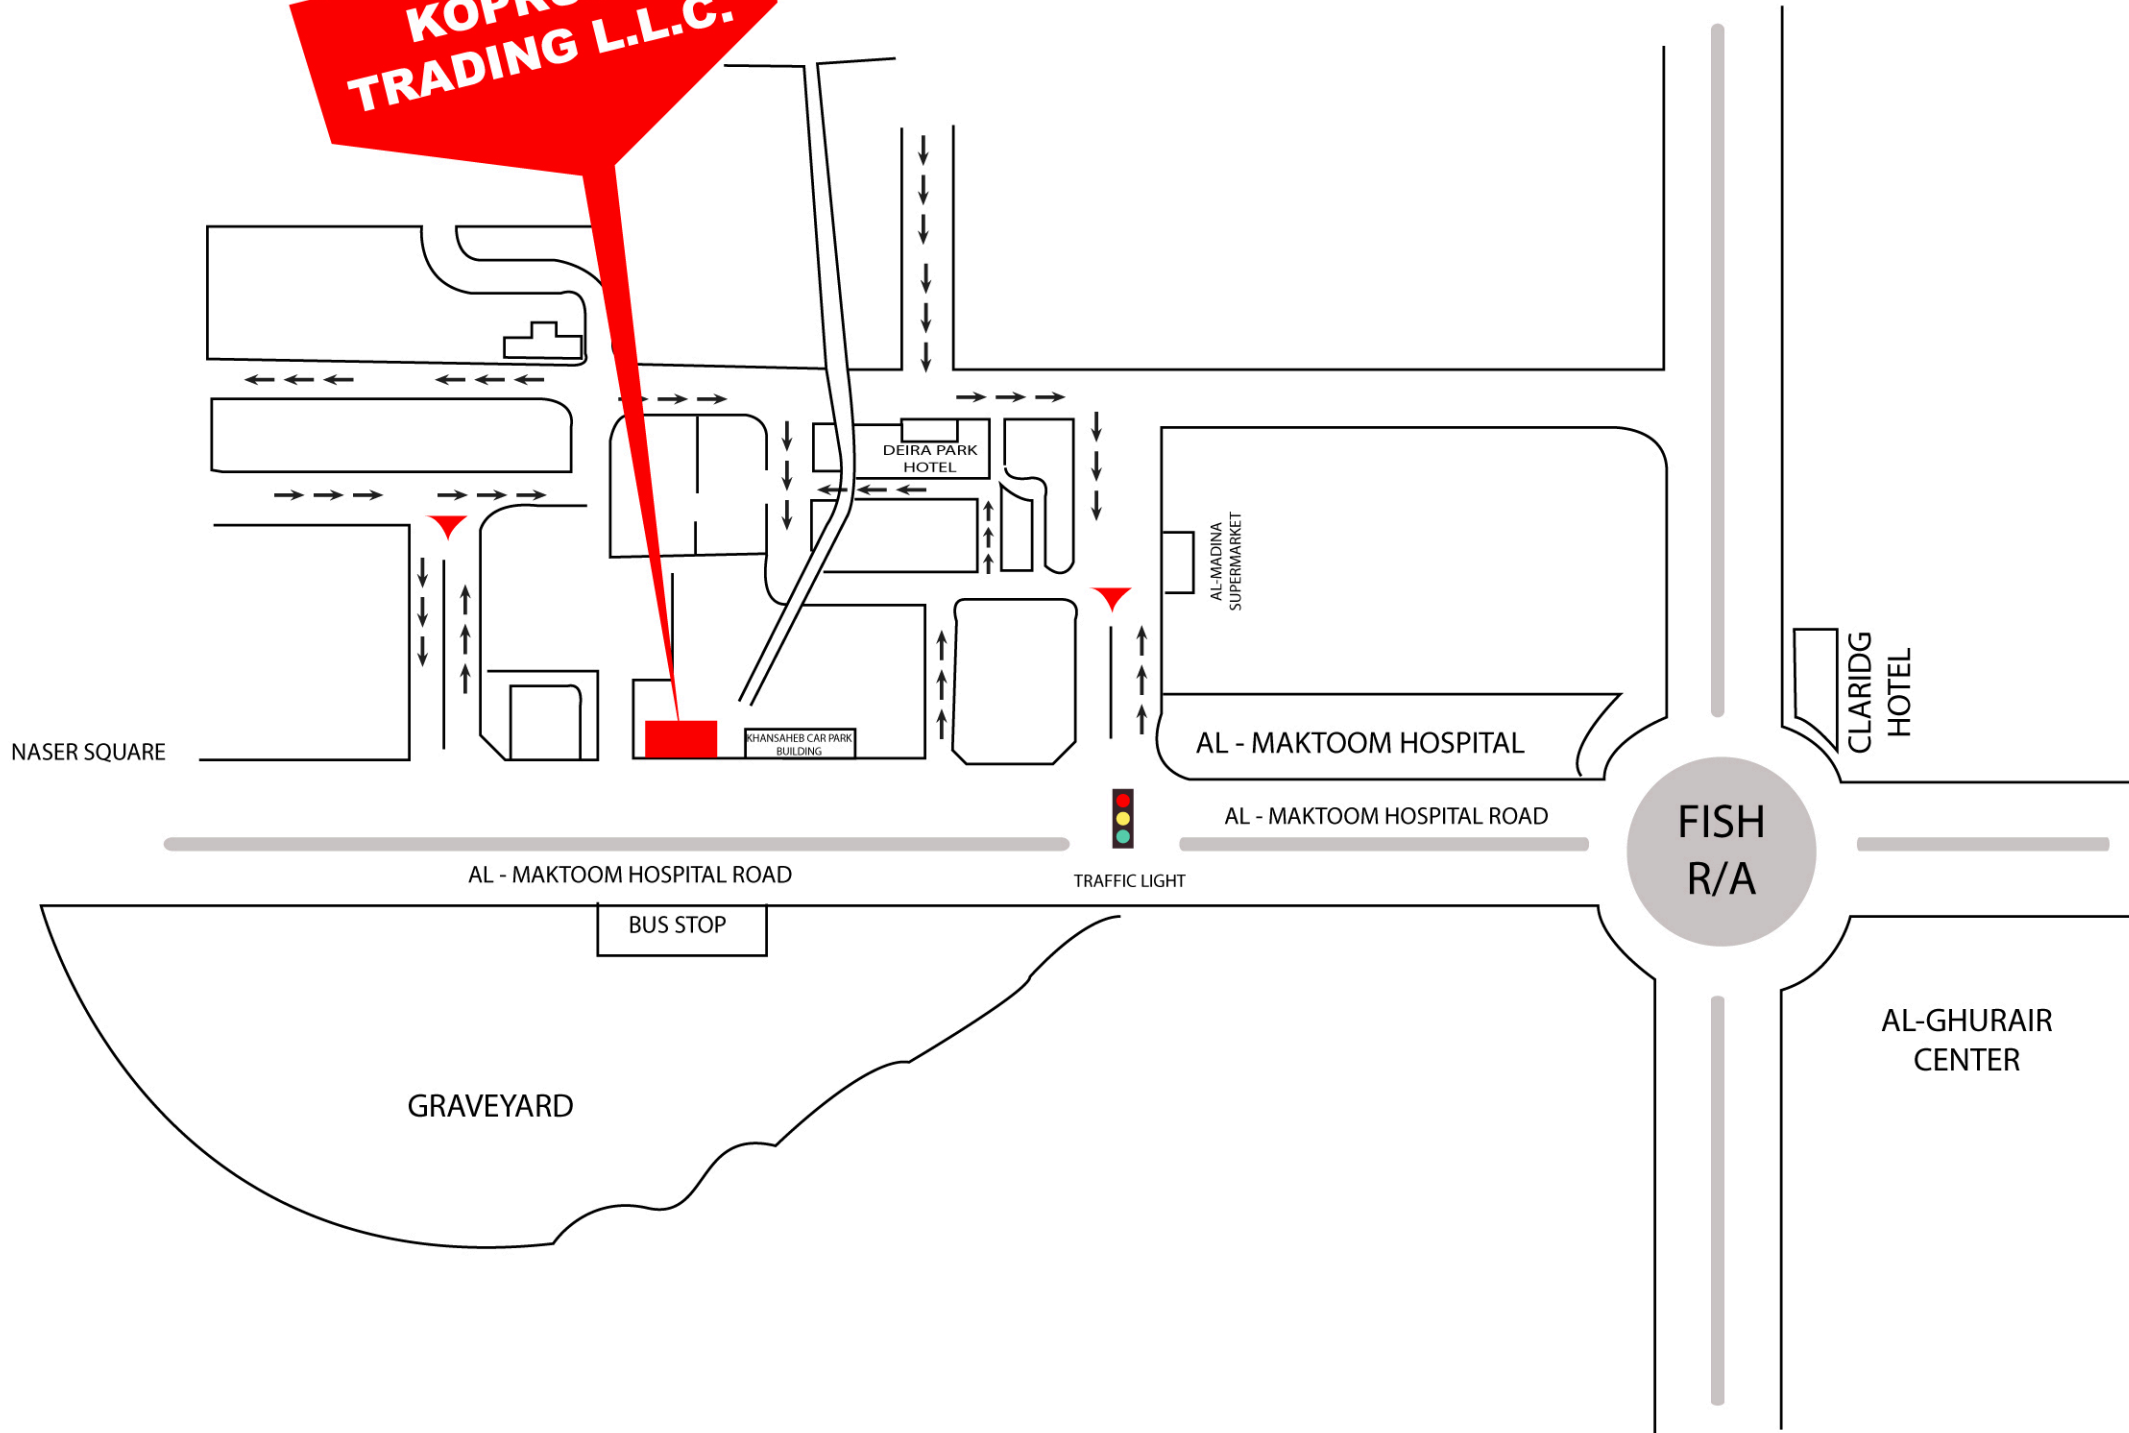 TRADING L.L.C.
DEIRA PARK
HOTEL
AL-MADINA
SUPERMARKET
CLARIDG
HOTEL
NASER SQUARE
KHANSAHEB CAR PARK
BUILDING
AL - MAKTOOM HOSPITAL
AL - MAKTOOM HOSPITAL ROAD
FISH
R/A
AL - MAKTOOM HOSPITAL ROAD
TRAFFIC LIGHT
BUS STOP
AL-GHURAIR
CENTER
GRAVEYARD